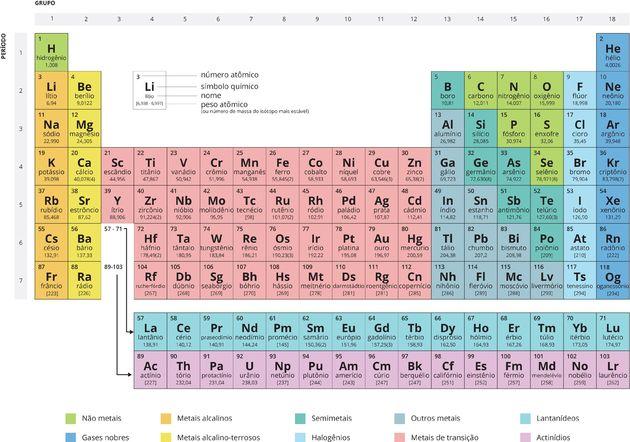 GRUPO
1 2 3 4 5 6 7 8 9 10 11 12 13 14 15 16 17 18
PERÍODO
1
1 H hidrogênio 1,008
2 He hélio 4,0026
3 Li lítio [6,938 - 6,997]
número atômico
símbolo químico
nome
peso atômico
(ou número de massa do isótopo mais estável)
2
3 Li lítio 6,94
4 Be berílio 9,0122
5 B boro 10,81
6 C carbono 12,011
7 N nitrogênio 14,007
8 O oxigênio 15,999
9 F flúor 18,998
10 Ne neônio 20,180
3
11 Na sódio 22,990
12 Mg magnésio 24,305
13 Al alumínio 26,982
14 Si silício 28,085
15 P fósforo 30,974
16 S enxofre 32,06
17 Cl cloro 35,45
18 Ar argônio 39,948
4
19 K potássio 39,098
20 Ca cálcio 40,078(4)
21 Sc escândio 44,956
22 Ti titânio 47,867
23 V vanácio 50,942
24 Cr crômio 51,996
25 Mn manganês 54,938
26 Fe ferro 55,845(2)
27 Co cobalto 58,933
28 Ni níquel 58,693
29 Cu cobre 63,546(3)
30 Zn zinco 65,38(2)
31 Ga gálio 69,723
32 Ge germânio 72,630(8)
33 As arsênio 74,922
34 Se selênio 78,971(8)
35 Br bromo 79,904
36 Kr criptônio 83,798(2)
5
37 Rb rubídio 85,468
38 Sr estrôncio 87,62
39 Y ítrio 88,906
40 Zr zircônio 91,224(2)
41 Nb nióbio 92,906
42 Mo molibdênio 95,95
43 Tc tecnécio [98]
44 Ru rutênio 101,07(2)
45 Rh ródio 102,91
46 Pd paládio 106,42
47 Ag prata 107,87
48 Cd cádmio 112,41
49 In índio 114,82
50 Sn estanho 118,71
51 Sb antimônio 121,76
52 Te telúrio 127,60(3)
53 I iodo 126,90
54 Xe xenônio 131,29
6
55 Cs césio 132,91
56 Ba bário 137,33
57 - 71
72 Hf háfnio 178,49(2)
73 Ta tântalo 180,95
74 W tungstênio 183,84
75 Re rênio 186,21
76 Os ósmio 190,23(3)
77 Ir irídio 192,22
78 Pt platina 195,08
79 Au ouro 196,97
80 Hg mercúrio 200,59
81 Tl tálio 204,38
82 Pb chumbo 207,2
83 Bi bismuto 208,98
84 Po polônio [209]
85 At astato [210]
86 Rn radônio [222]
7
87 Fr frâncio [223]
88 Ra rádio [226]
89-103
104 Rf rutherfórdio [267]
105 Db dúbnio [268]
106 Sg seabórgio [269]
107 Bh bóhrio [270]
108 Hs hássio [269]
109 Mt meitnério [278]
110 Ds darmstádtio [281]
111 Rg roentgênio [281]
112 Cn copernício [285]
113 Nh nihônio [286]
114 Fl fleróvio [289]
115 Mc moscóvio [288]
116 Lv livermório [293]
117 Ts tenessino [294]
118 Og oganessônio [294]
57 La lantânio 138,91
58 Ce cério 140,12
59 Pr praseodímio 140,91
60 Nd neodímio 144,24
61 Pm promécio [145]
62 Sm samário 150,36(2)
63 Eu európio 151,96
64 Gd gadolínio 157,25(3)
65 Tb térbio 158,93
66 Dy disprósio 162,50
67 Ho hólmio 164,93
68 Er érbio 167,26
69 Tm túlio 168,93
70 Yb itérbio 173,05
71 Lu lutécio 174,97
89 Ac actínio [227]
90 Th tório 232,04
91 Pa protactínio 231,04
92 U urânio 238,03
93 Np netúnio [237]
94 Pu plutônio [244]
95 Am amerício [243]
96 Cm cúrio [247]
97 Bk berquélio [247]
98 Cf califórnio [251]
99 Es einstênio [252]
100 Fm férmio [257]
101 Md mendelévio [258]
102 No nobélio [259]
103 Lr laurêncio [262]
Não metais Metais alcalinos Semimetais Outros metais Lantanídeos
Gases nobres Metais alcalino-terrosos Halogênios Metais de transição Actinídios